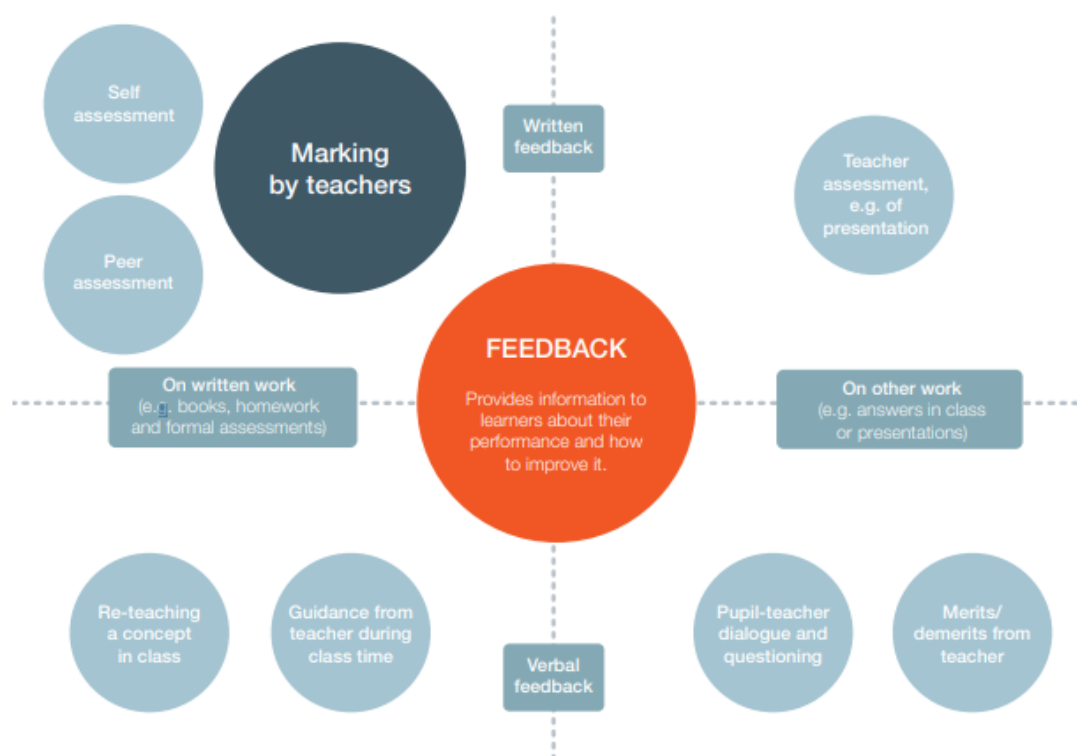 Self
assessment
Marking
by teachers
Written
feedback
Teacher
assessment,
e.g. of
presentation
Peer
assessment
FEEDBACK
Provides information to
learners about their
performance and how
to improve it.
On written work
(e.g. books, homework
and formal assessments)
On other work
(e.g. answers in class
or presentations)
Re-teaching
a concept
in class
Guidance from
teacher during
class time
Verbal
feedback
Pupil-teacher
dialogue and
questioning
Merits/
demerits from
teacher